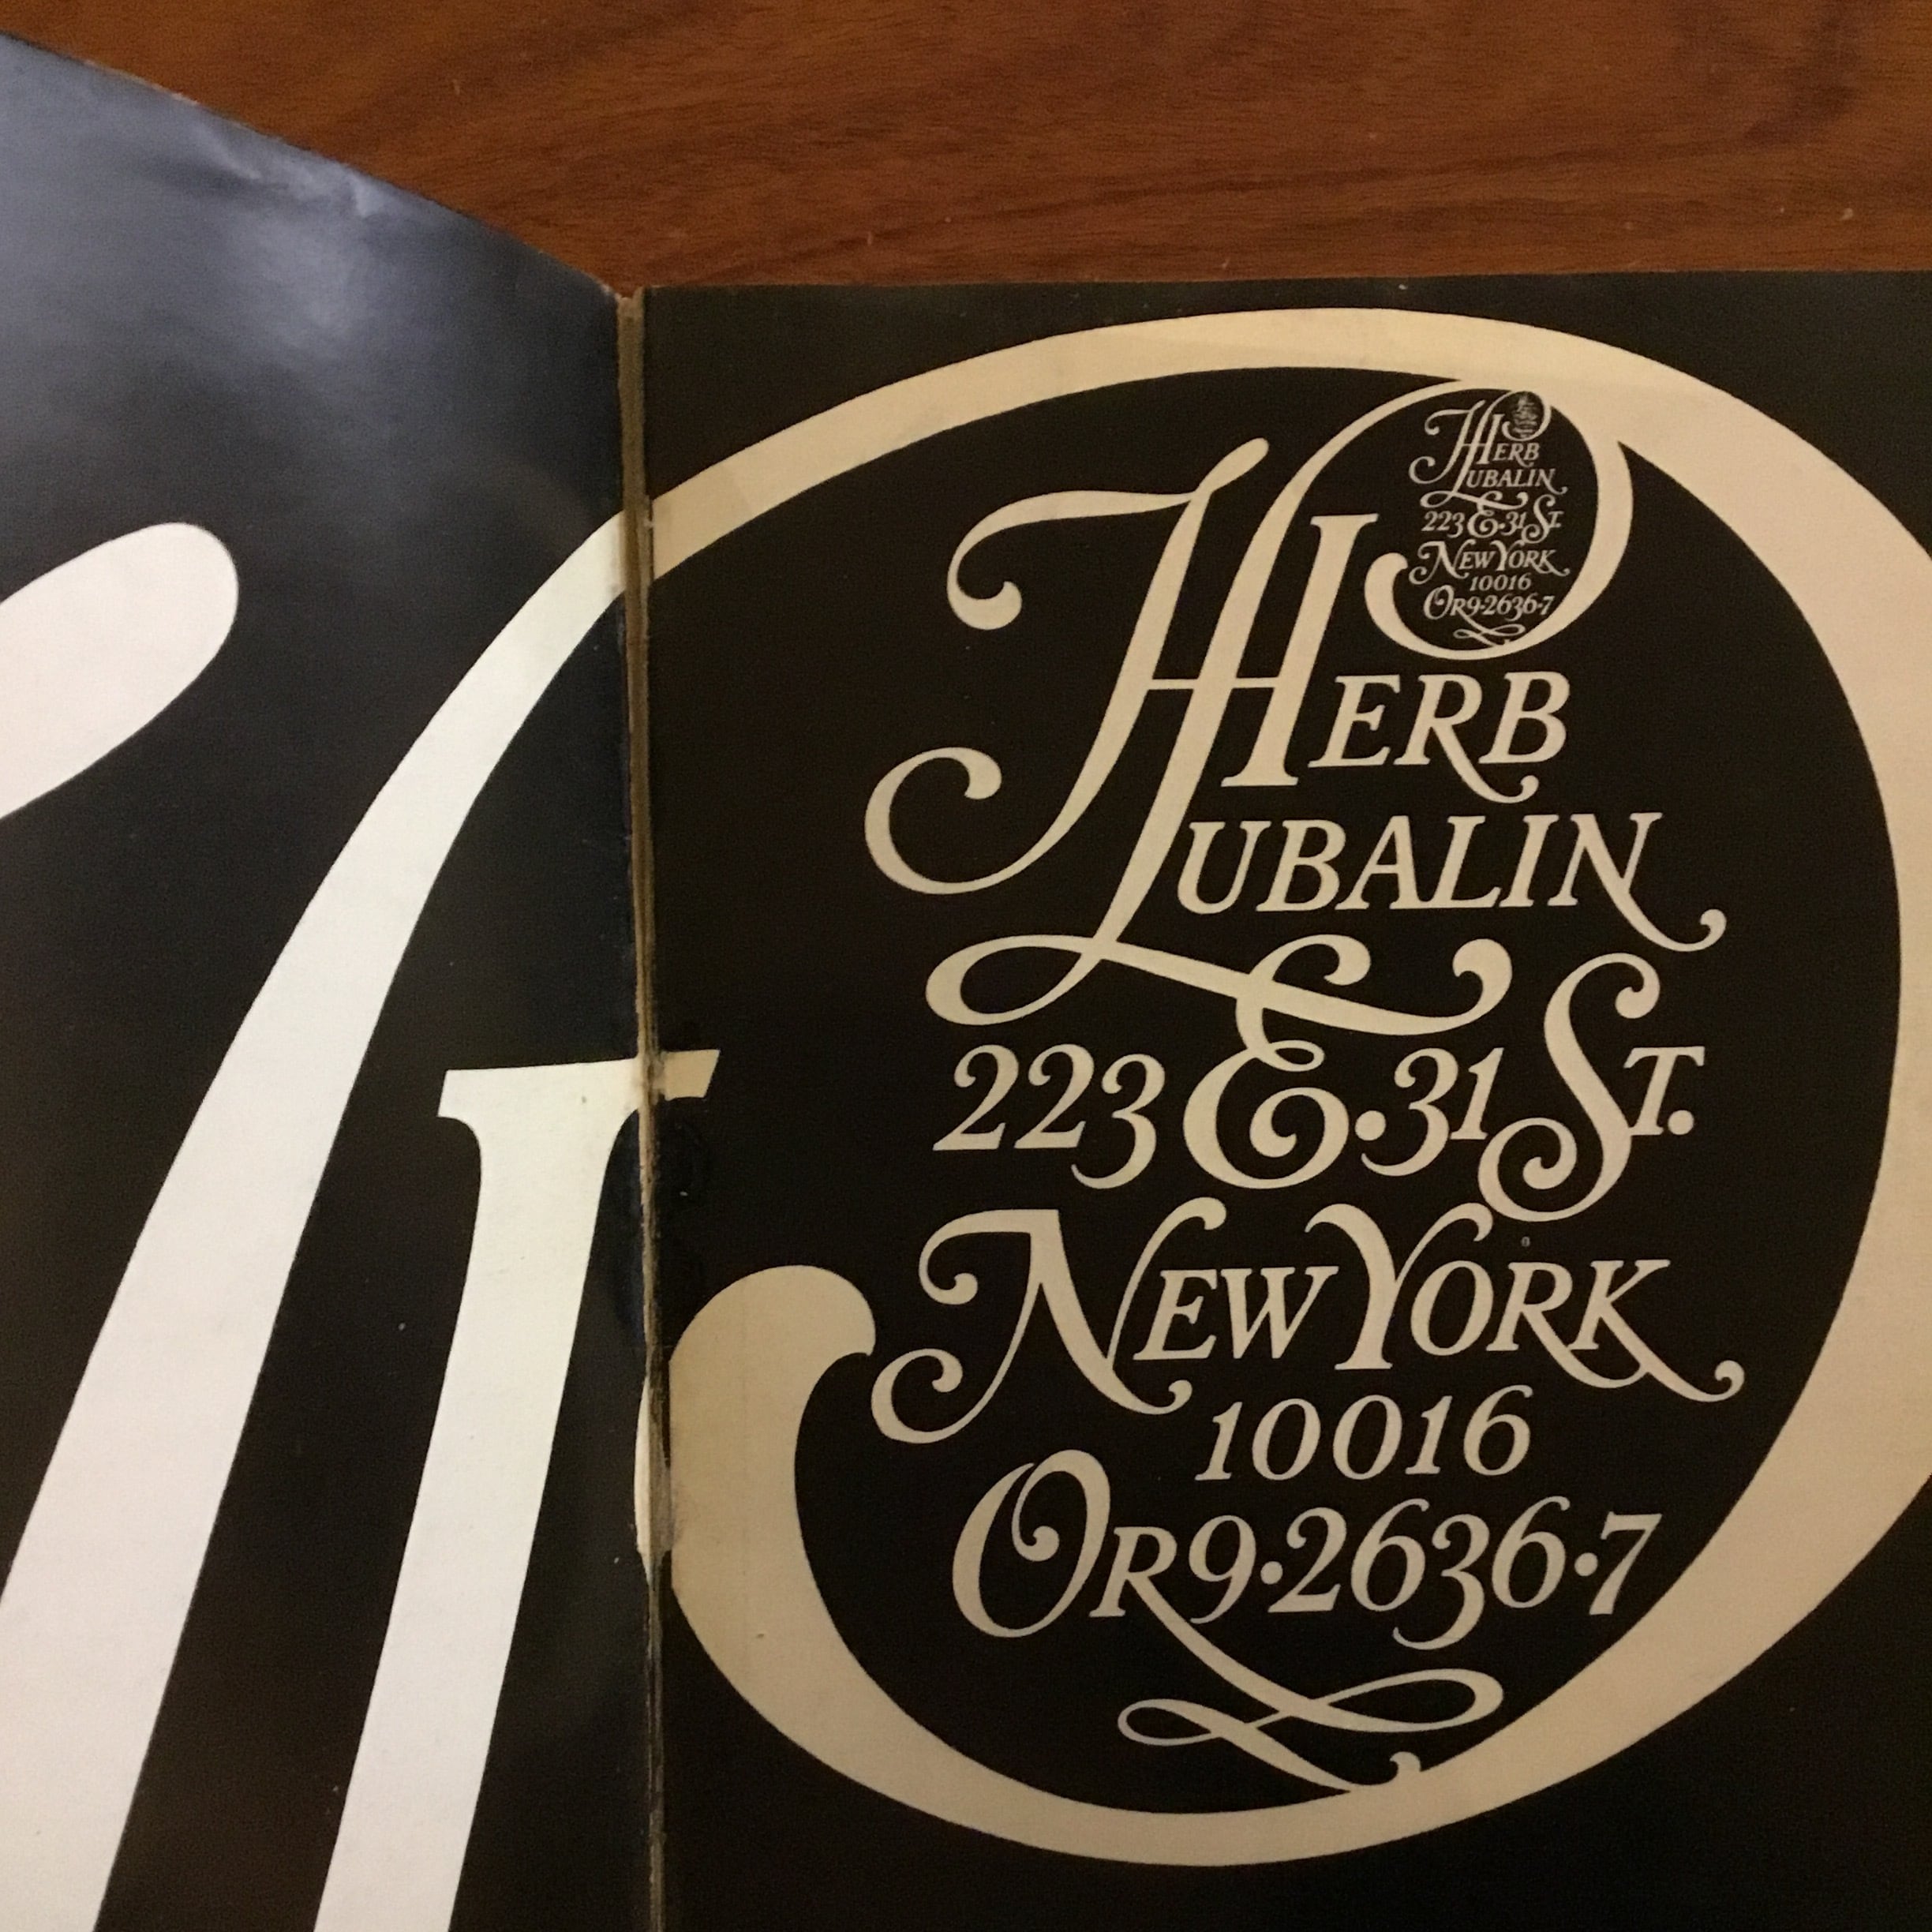 Herb
Lubalin
223 E·31 St.
New York
10016
Or9·2636·7
Herb
Lubalin
223 E·31 St.
New York
10016
Or9·2636·7